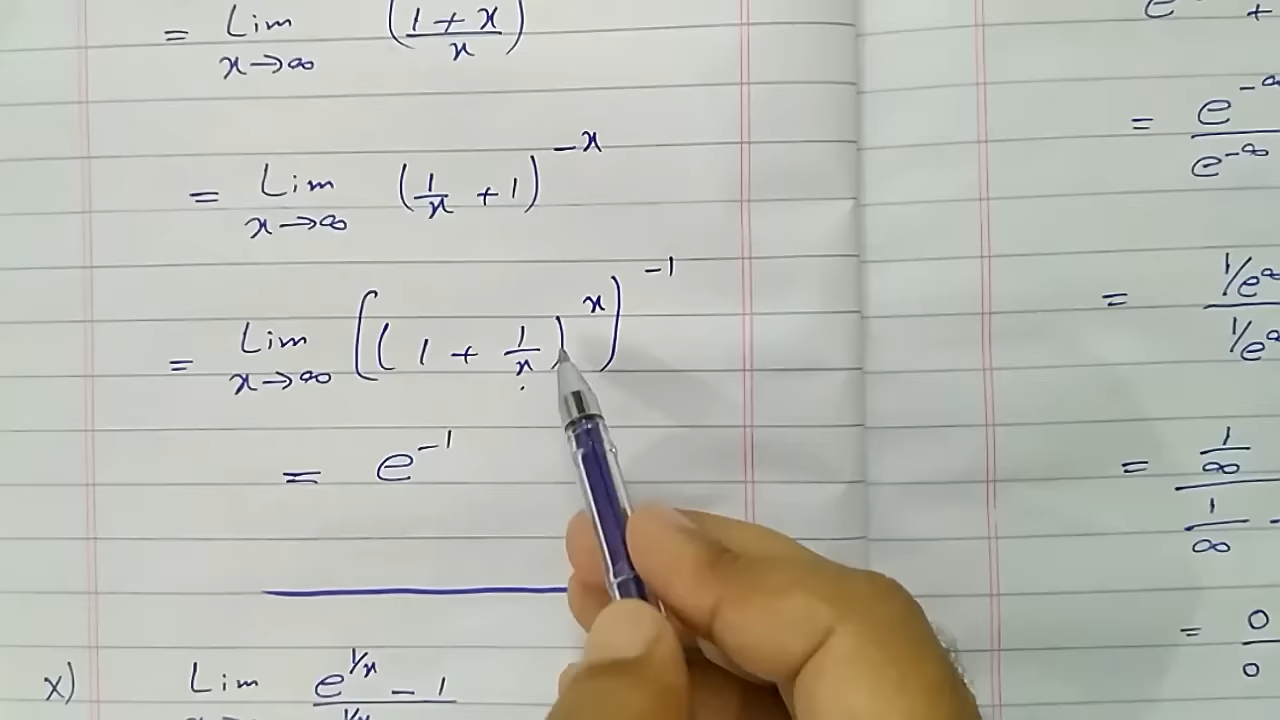 = Lim x→∞ (1+x/x)
= Lim x→∞ (1/x + 1)^-x
= Lim x→∞ ((1 + 1/x)^x)^-1
= e^-1
x) Lim e^1/x - 1
= e^-∞ / e^-∞
= 1/e^∞ / 1/e^∞
= 1/∞ / 1/∞ -
= 0/0